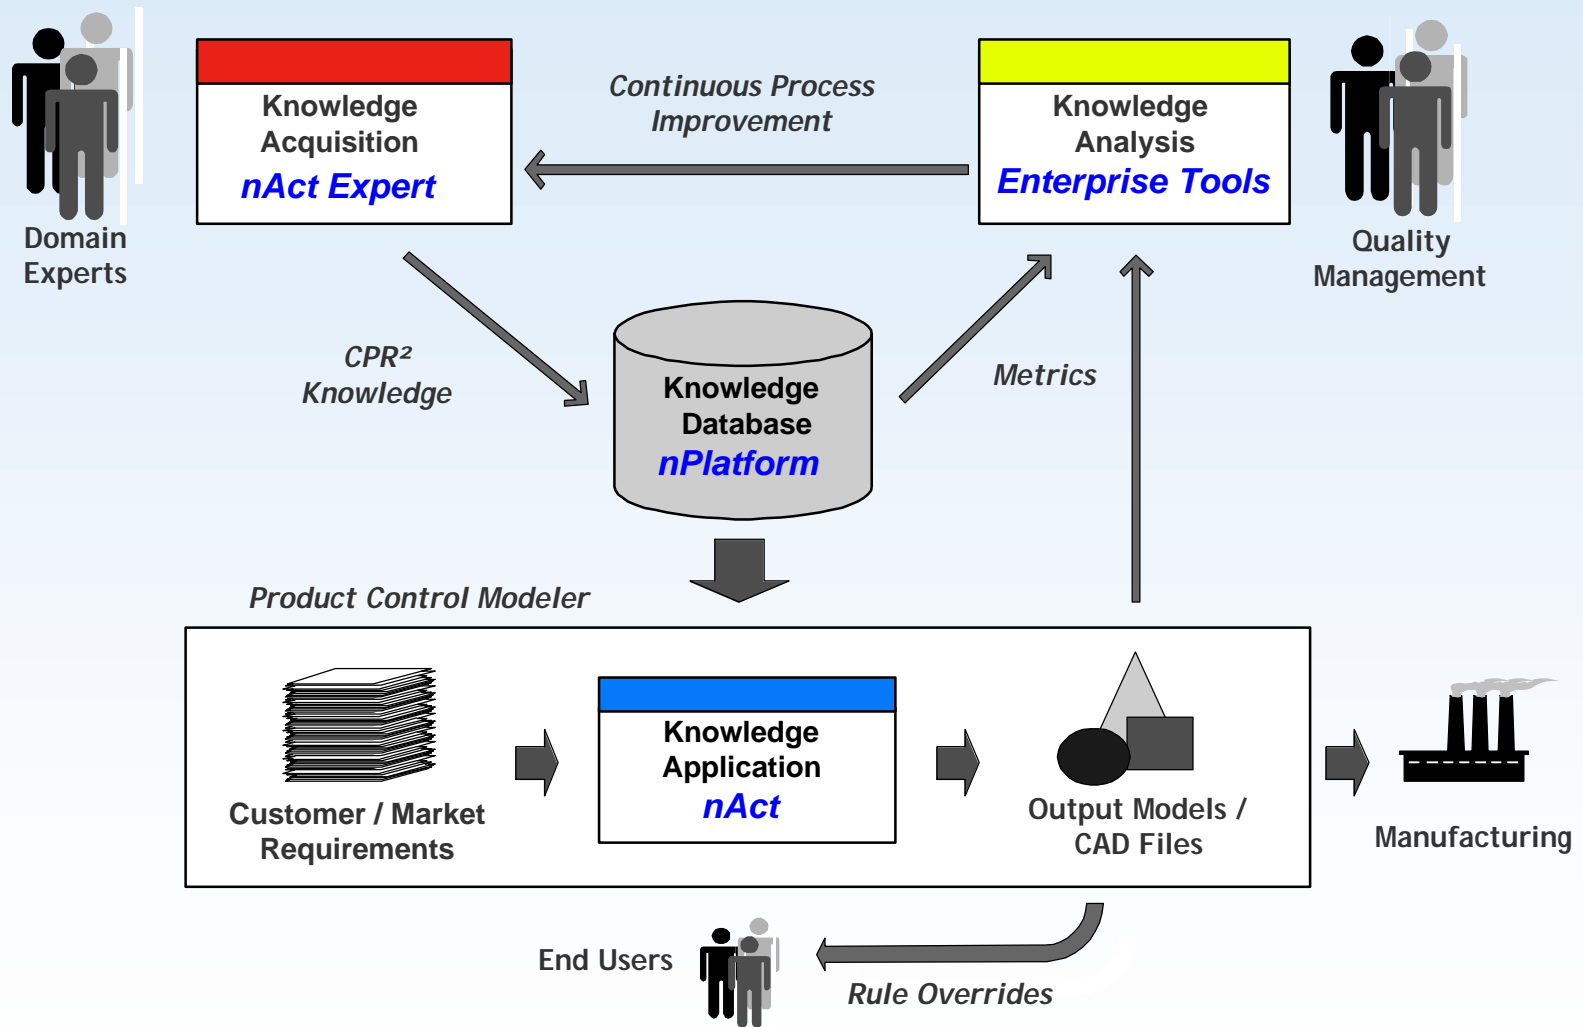 Knowledge
Acquisition
nAct Expert
Continuous Process
Improvement
Knowledge
Analysis
Enterprise Tools
Domain
Experts
Quality
Management
CPR²
Knowledge
Knowledge
Database
nPlatform
Metrics
Product Control Modeler
Customer / Market
Requirements
Knowledge
Application
nAct
Output Models /
CAD Files
Manufacturing
End Users
Rule Overrides